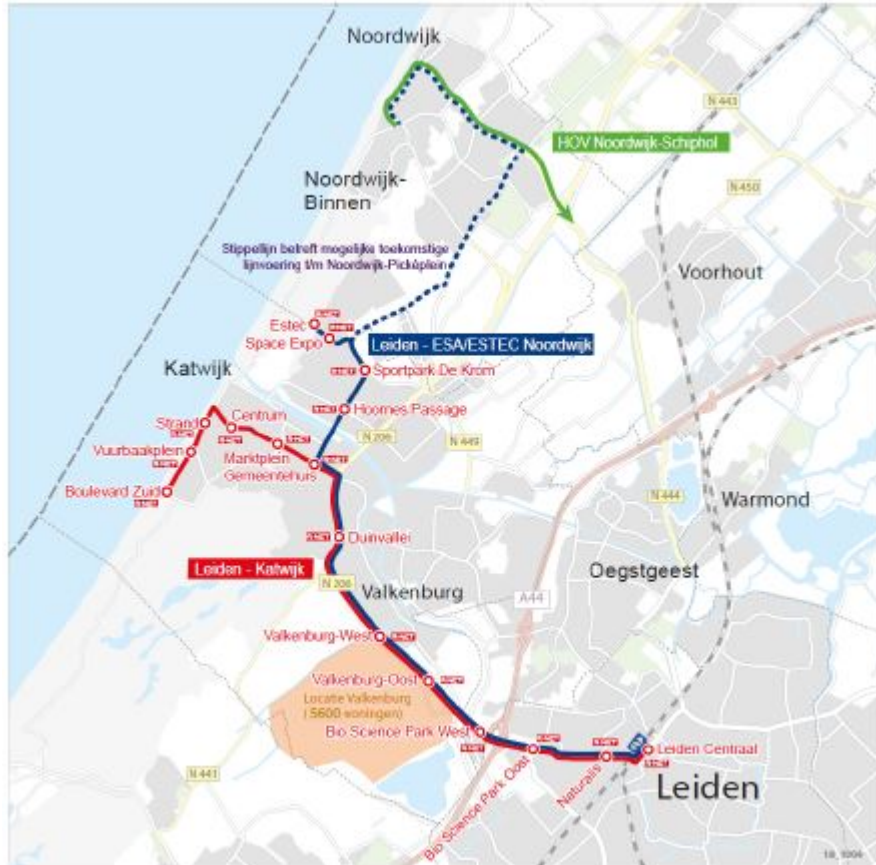 Noordwijk
N 443
HOV Noordwijk-Schiphol
Noordwijk-
Binnen
N 450
Stippellijn betreft mogelijke toekomstige
lijnvoering t/m Noordwijk-Picképlein
Voorhout
Estec
Space Expo
Leiden - ESA/ESTEC Noordwijk
Katwijk
Sportpark De Krom
Strand
Centrum
Hoornes Passage
N 206
N 449
Vuurbaakplein
Marktplein
Gemeentehuis
Boulevard Zuid
N 444
Warmond
Duinvallei
Leiden - Katwijk
N 206
Valkenburg
Oegstgeest
A44
Valkenburg-West
Valkenburg-Oost
Locatie Valkenburg
(5600 woningen)
Bio Science Park West
N 441
Bio Science Park Oost
Naturalis
Leiden Centraal
Leiden